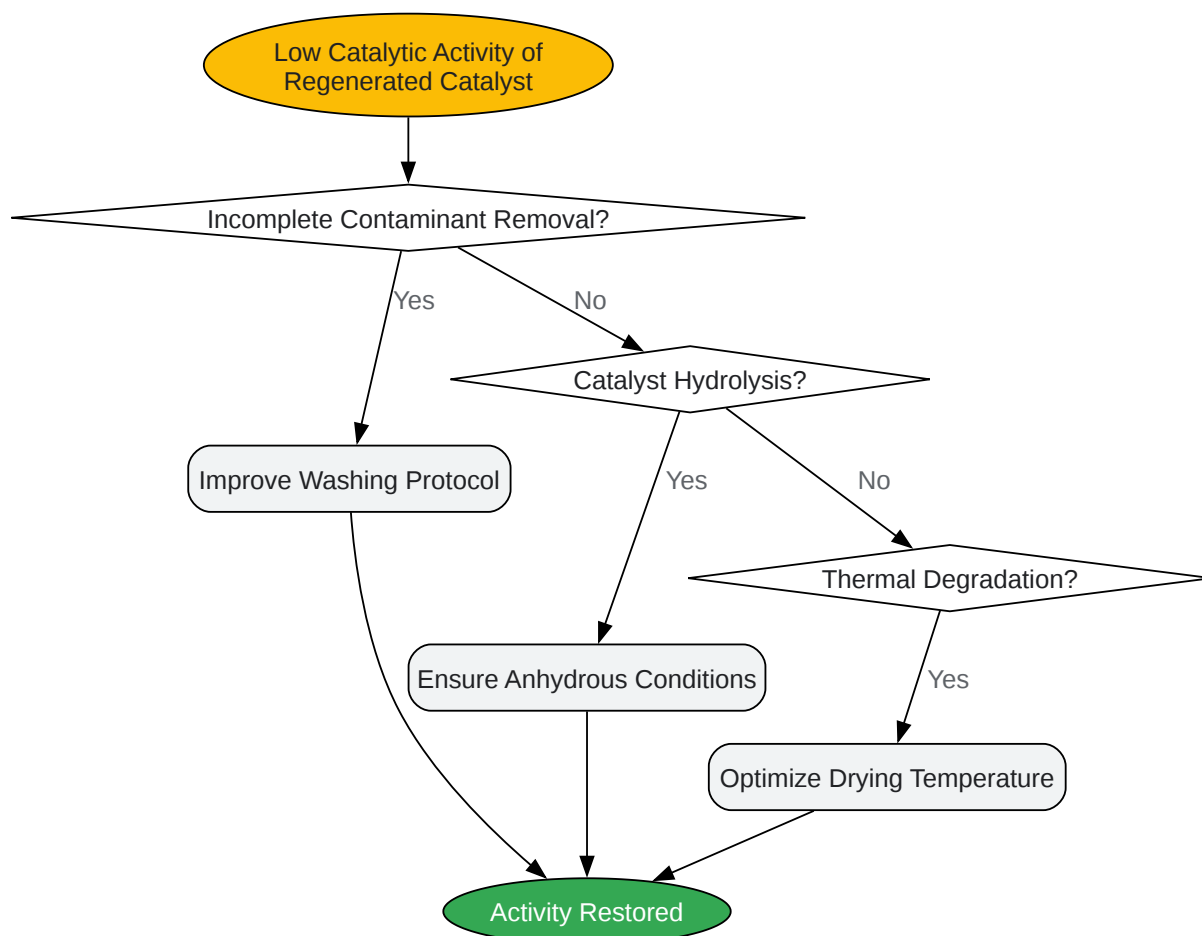 Low Catalytic Activity of
Regenerated Catalyst
Incomplete Contaminant Removal?
Yes
No
Catalyst Hydrolysis?
Improve Washing Protocol
Yes
No
Thermal Degradation?
Ensure Anhydrous Conditions
Yes
Optimize Drying Temperature
Activity Restored